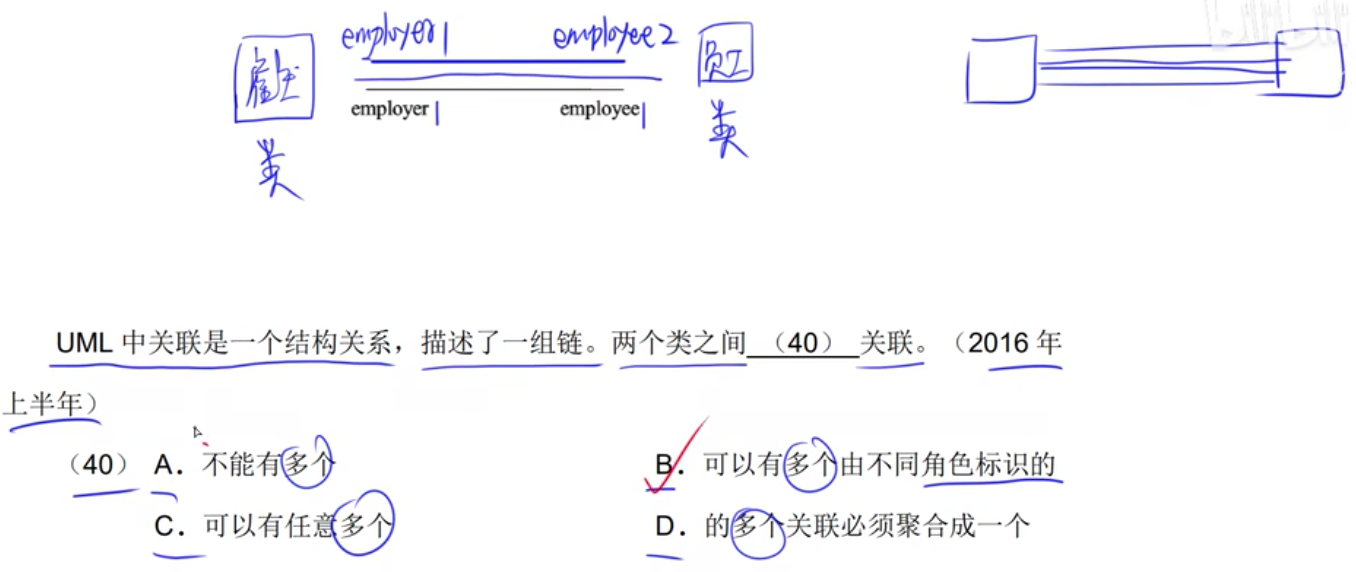 employer1 employee2
雇主 员工
employer1 employee1
类 类
UML 中关联是一个结构关系，描述了一组链。两个类之间 （40） 关联。（2016 年
上半年）
（40） A．不能有多个 B．可以有多个由不同角色标识的
C．可以有任意多个 D．的多个关联必须聚合成一个